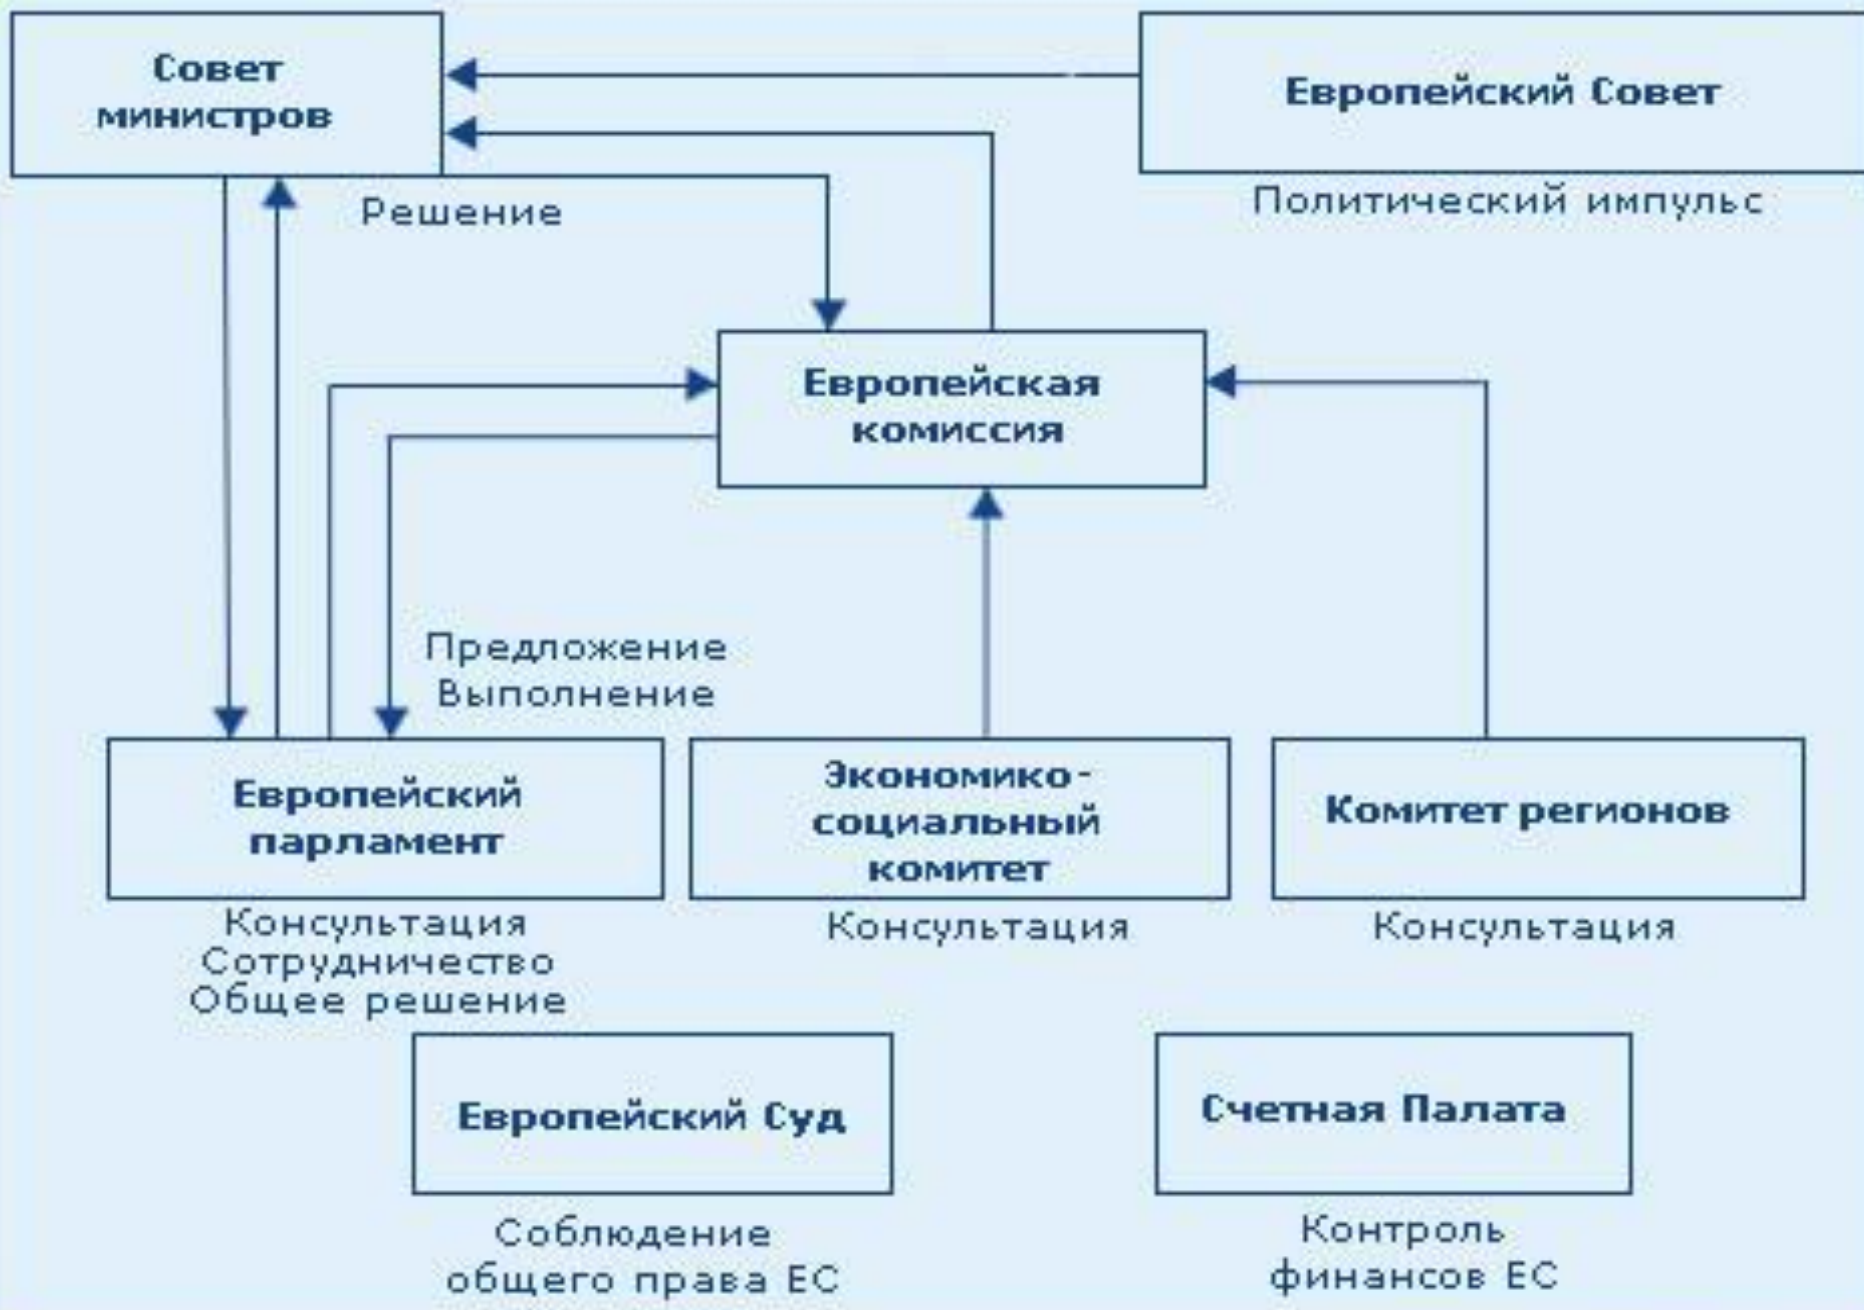 Совет
министров
Европейский Совет
Решение
Политический импульс
Европейская
комиссия
Предложение
Выполнение
Европейский
парламент
Экономико-
социальный
комитет
Комитет регионов
Консультация
Сотрудничество
Общее решение
Консультация
Консультация
Европейский Суд
Счетная Палата
Соблюдение
общего права ЕС
Контроль
финансов ЕС